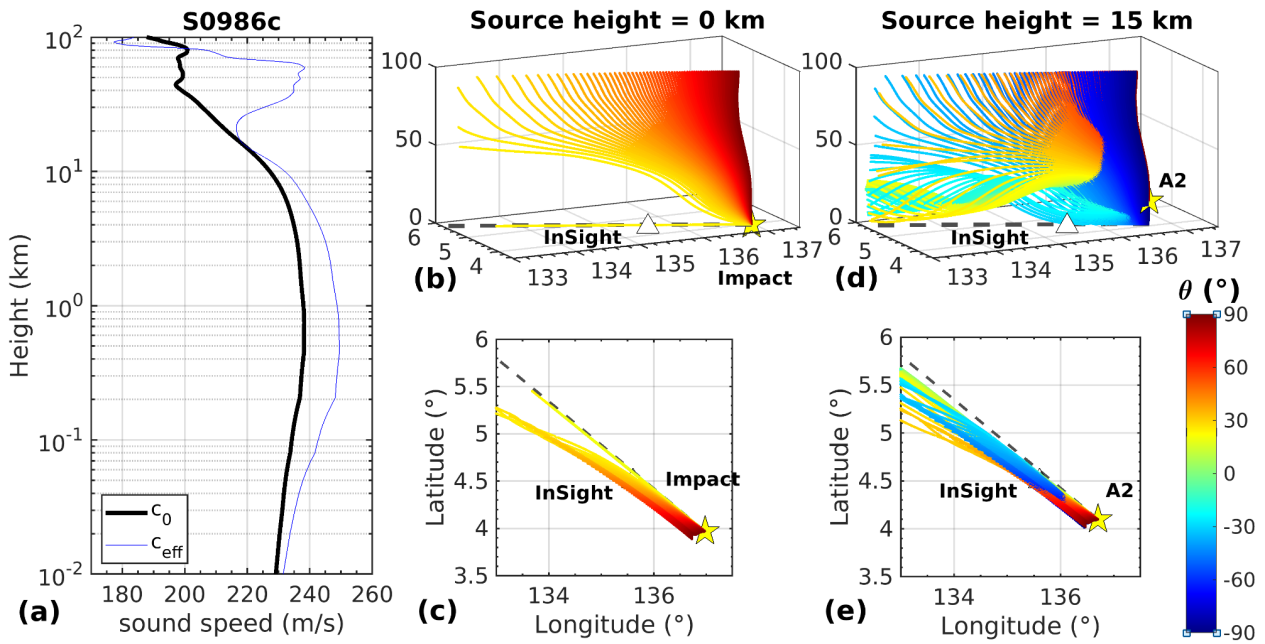 S0986c
Source height = 0 km
Source height = 15 km
10²
10¹
10⁰
10⁻¹
10⁻²
Height (km)
c₀
c_eff
170
200
220
240
260
(a)
sound speed (m/s)
100
50
0
6
5
4
133
134
135
136
137
InSight
Impact
(b)
100
50
0
6
5
4
133
134
135
136
137
InSight
A2
(d)
6
5.5
5
4.5
4
3.5
Latitude (°)
InSight
Impact
134
136
(c)
Longitude (°)
6
5.5
5
4.5
4
3.5
Latitude (°)
InSight
A2
134
136
(e)
Longitude (°)
θ (°)
90
60
30
0
-30
-60
-90